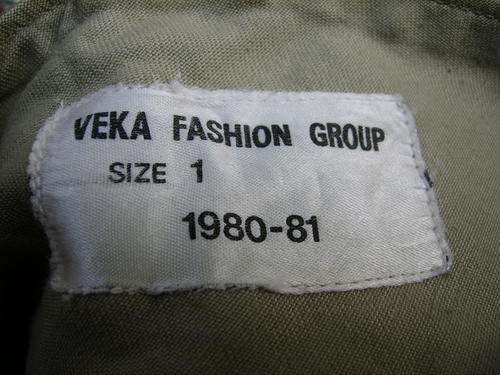 VEKA FASHION GROUP
SIZE 1
1980-81